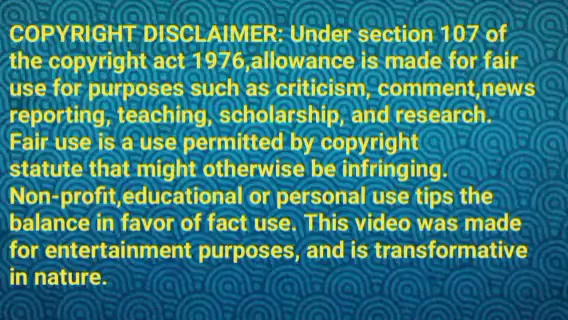 COPYRIGHT DISCLAIMER: Under section 107 of
the copyright act 1976,allowance is made for fair
use for purposes such as criticism, comment,news
reporting, teaching, scholarship, and research.
Fair use is a use permitted by copyright
statute that might otherwise be infringing.
Non-profit,educational or personal use tips the
balance in favor of fact use. This video was made
for entertainment purposes, and is transformative
in nature.